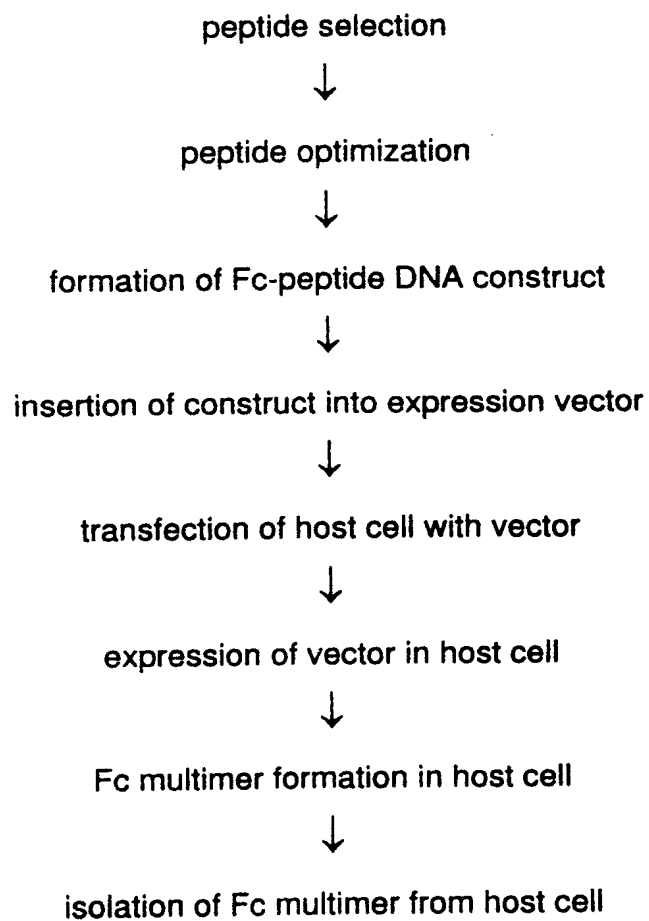 peptide selection
↓
peptide optimization
↓
formation of Fc-peptide DNA construct
↓
insertion of construct into expression vector
↓
transfection of host cell with vector
↓
expression of vector in host cell
↓
Fc multimer formation in host cell
↓
isolation of Fc multimer from host cell